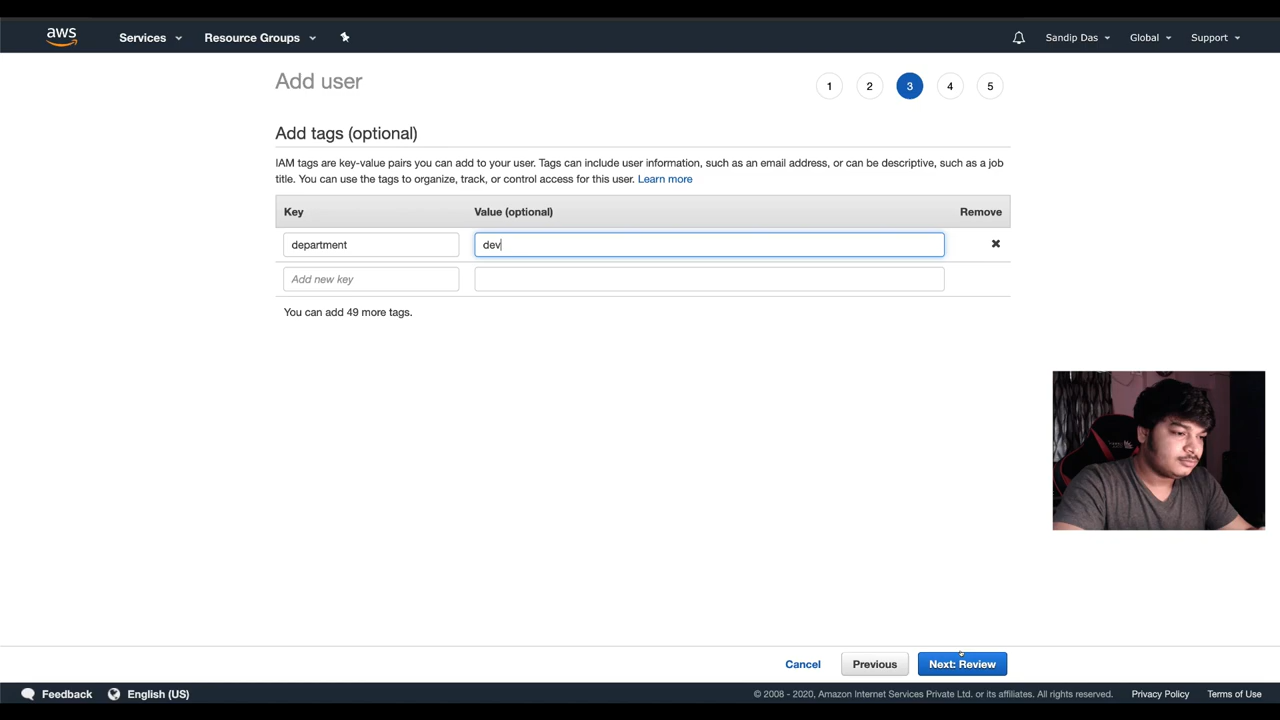 aws
Services
Resource Groups
Sandip Das
Global
Support
Add user
1
2
3
4
5
Add tags (optional)
IAM tags are key-value pairs you can add to your user. Tags can include user information, such as an email address, or can be descriptive, such as a job
title. You can use the tags to organize, track, or control access for this user. Learn more
Key
Value (optional)
Remove
department
dev
Add new key
You can add 49 more tags.
Cancel
Previous
Next: Review
Feedback
English (US)
© 2008 - 2020, Amazon Internet Services Private Ltd. or its affiliates. All rights reserved.
Privacy Policy
Terms of Use